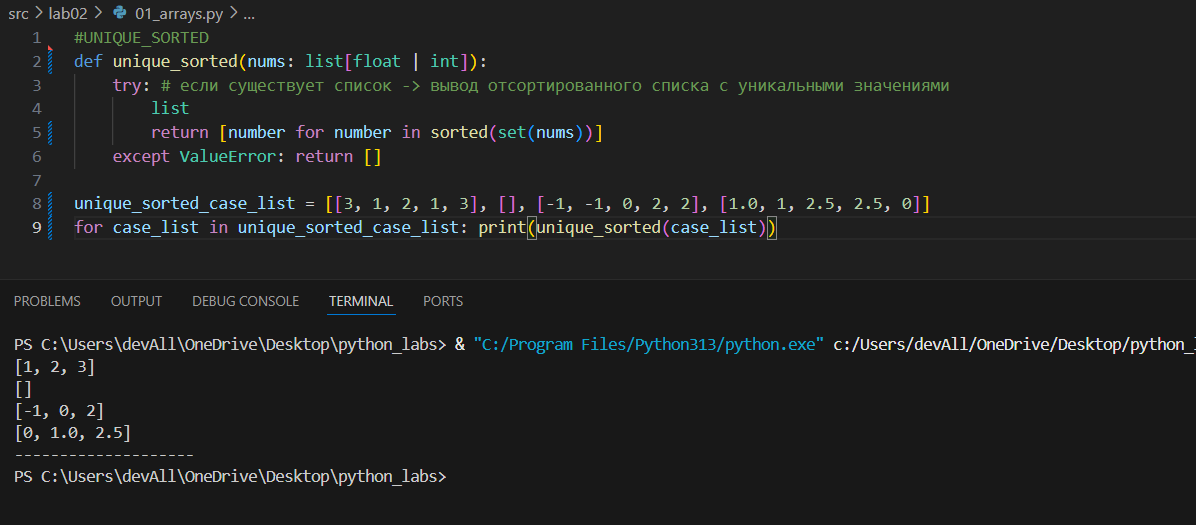 src > lab02 > 01_arrays.py > ...
1 #UNIQUE_SORTED
2 def unique_sorted(nums: list[float | int]):
3 try: # если существует список -> вывод отсортированного списка с уникальными значениями
4 list
5 return [number for number in sorted(set(nums))]
6 except ValueError: return []
7
8 unique_sorted_case_list = [[3, 1, 2, 1, 3], [], [-1, -1, 0, 2, 2], [1.0, 1, 2.5, 2.5, 0]]
9 for case_list in unique_sorted_case_list: print(unique_sorted(case_list))
PROBLEMS OUTPUT DEBUG CONSOLE TERMINAL PORTS
PS C:\Users\devAll\OneDrive\Desktop\python_labs> & "C:/Program Files/Python313/python.exe" c:/Users/devAll/OneDrive/Desktop/python_
[1, 2, 3]
[]
[-1, 0, 2]
[0, 1.0, 2.5]
--------------------
PS C:\Users\devAll\OneDrive\Desktop\python_labs>